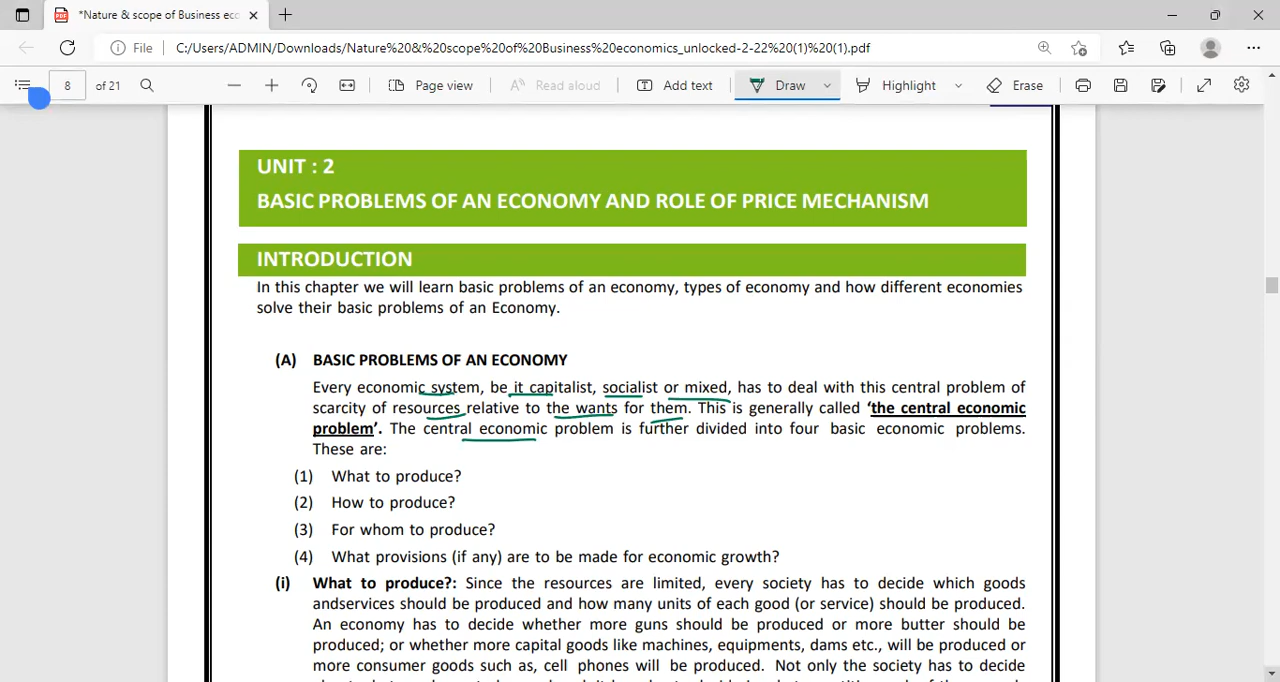 *Nature & scope of Business eco
File
C:/Users/ADMIN/Downloads/Nature%20&%20scope%20of%20Business%20economics_unlocked-2-22%20(1)%20(1).pdf
8 of 21
Page view
Read aloud
Add text
Draw
Highlight
Erase
UNIT : 2
BASIC PROBLEMS OF AN ECONOMY AND ROLE OF PRICE MECHANISM
INTRODUCTION
In this chapter we will learn basic problems of an economy, types of economy and how different economies
solve their basic problems of an Economy.
(A) BASIC PROBLEMS OF AN ECONOMY
Every economic system, be it capitalist, socialist or mixed, has to deal with this central problem of
scarcity of resources relative to the wants for them. This is generally called ‘the central economic
problem’. The central economic problem is further divided into four basic economic problems.
These are:
(1) What to produce?
(2) How to produce?
(3) For whom to produce?
(4) What provisions (if any) are to be made for economic growth?
(i) What to produce?: Since the resources are limited, every society has to decide which goods
andservices should be produced and how many units of each good (or service) should be produced.
An economy has to decide whether more guns should be produced or more butter should be
produced; or whether more capital goods like machines, equipments, dams etc., will be produced or
more consumer goods such as, cell phones will be produced. Not only the society has to decide